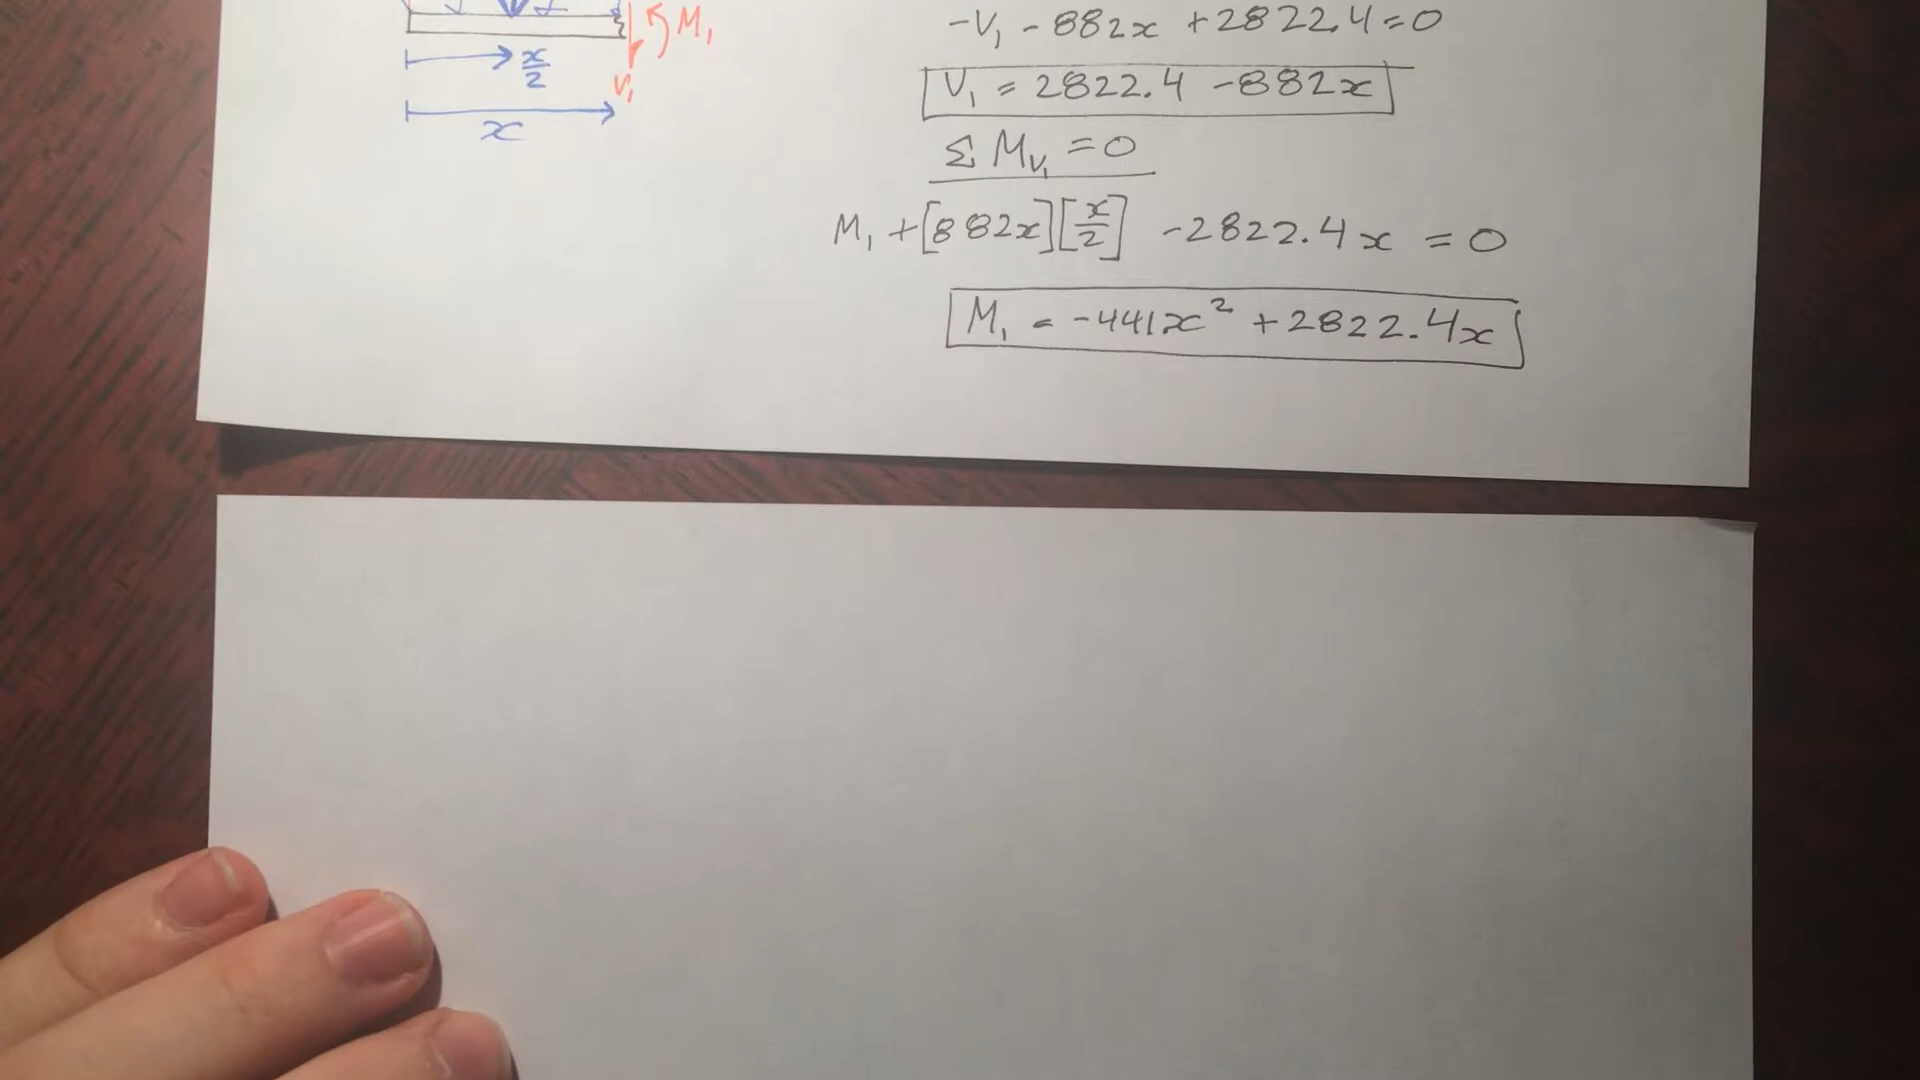 M₁
x/2
V₁
x
-V₁ - 882x + 2822.4 = 0
V₁ = 2822.4 - 882x
Σ M_V₁ = 0
M₁ + [882x][x/2] - 2822.4x = 0
M₁ = -441x² + 2822.4x